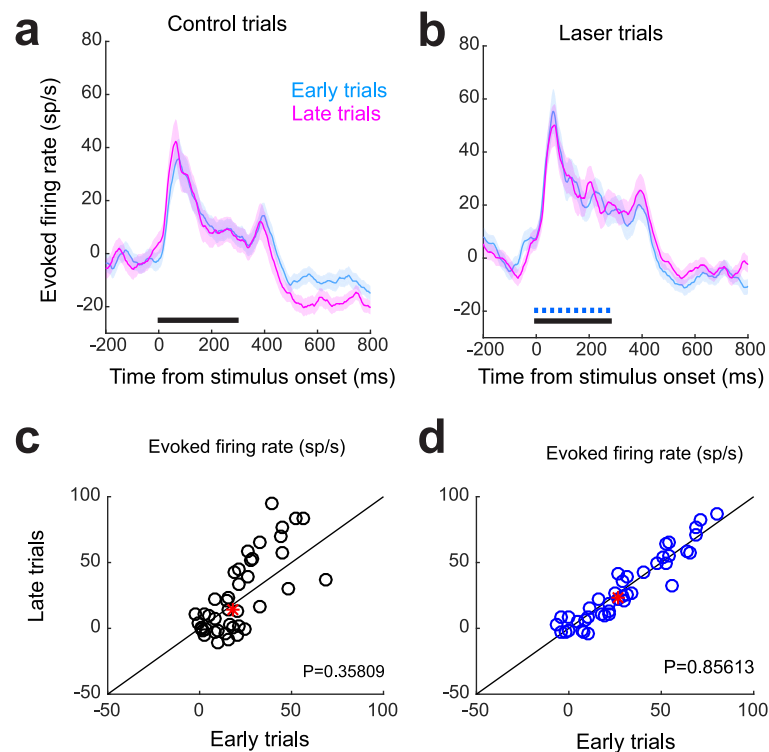 a
Control trials
b
Laser trials
Evoked firing rate (sp/s)
80
60
40
20
0
-20
Early trials
Late trials
-200
0
200
400
600
800
Time from stimulus onset (ms)
80
60
40
20
0
-20
-200
0
200
400
600
800
Time from stimulus onset (ms)
c
Evoked firing rate (sp/s)
Late trials
100
50
0
-50
P=0.35809
-50
0
50
100
Early trials
d
Evoked firing rate (sp/s)
100
50
0
-50
P=0.85613
-50
0
50
100
Early trials